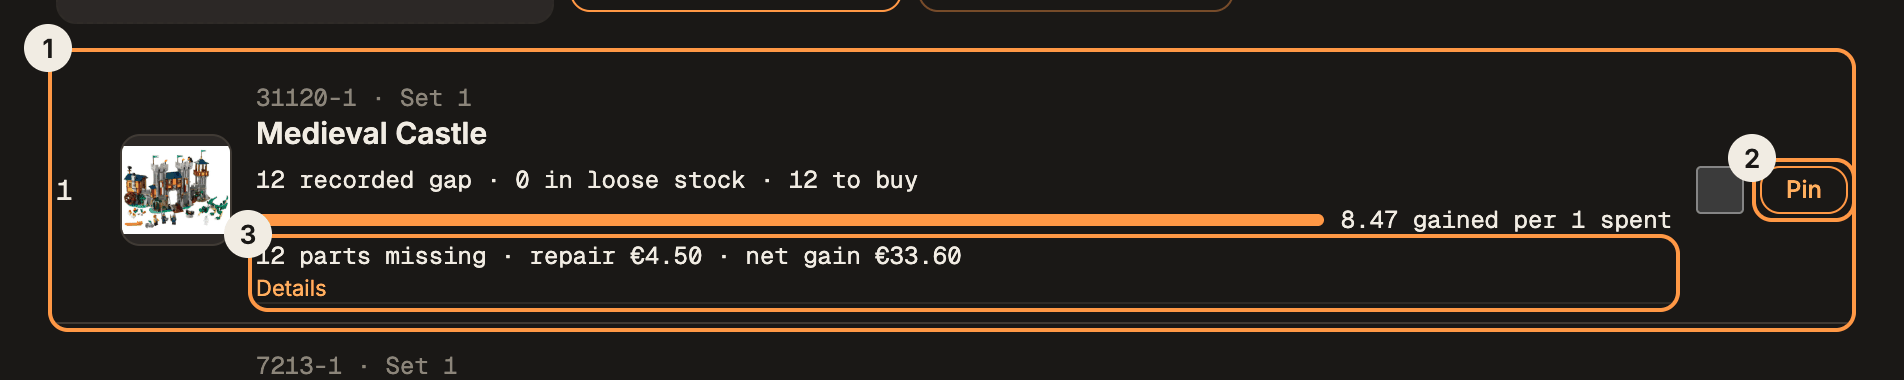 1
31120-1 · Set 1
Medieval Castle
12 recorded gap · 0 in loose stock · 12 to buy
1
2
Pin
8.47 gained per 1 spent
3
12 parts missing · repair €4.50 · net gain €33.60
Details
7213-1 · Set 1